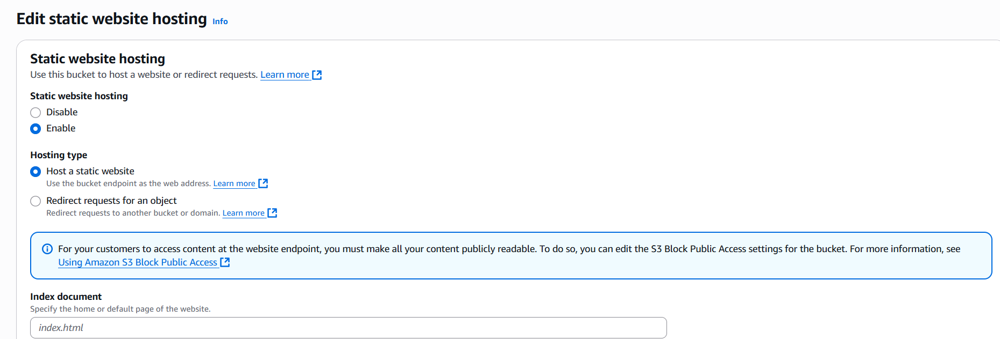 Edit static website hosting Info
Static website hosting
Use this bucket to host a website or redirect requests. Learn more
Static website hosting
Disable
Enable
Hosting type
Host a static website
Use the bucket endpoint as the web address. Learn more
Redirect requests for an object
Redirect requests to another bucket or domain. Learn more
For your customers to access content at the website endpoint, you must make all your content publicly readable. To do so, you can edit the S3 Block Public Access settings for the bucket. For more information, see
Using Amazon S3 Block Public Access
Index document
Specify the home or default page of the website.
index.html